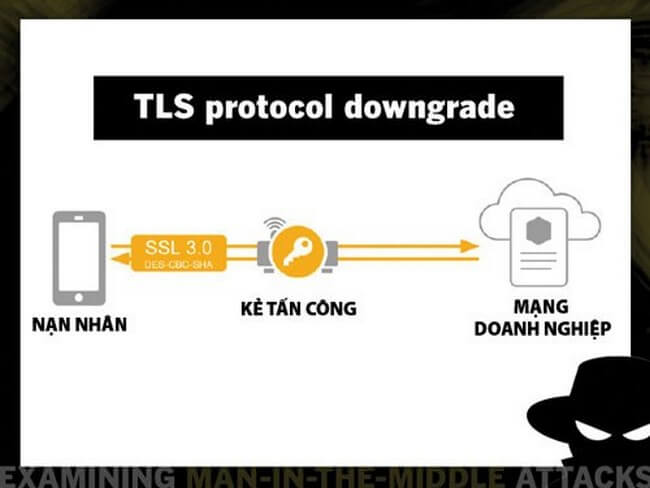 TLS protocol downgrade
SSL 3.0
DES-CBC-SHA
NẠN NHÂN
KẺ TẤN CÔNG
MẠNG
DOANH NGHIỆP
EXAMINING MAN-IN-THE-MIDDLE ATTACKS